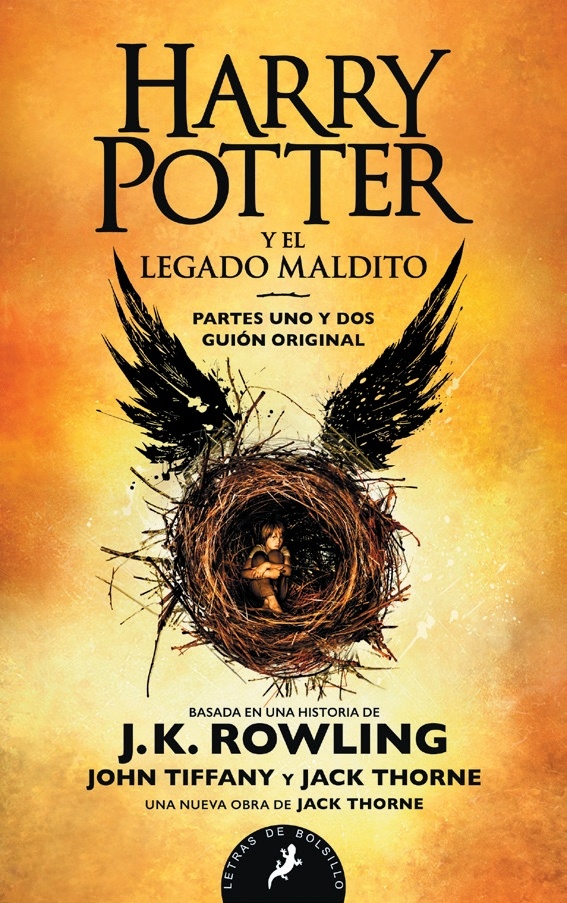 HARRY
POTTER
Y EL
LEGADO MALDITO
PARTES UNO Y DOS
GUIÓN ORIGINAL
BASADA EN UNA HISTORIA DE
J.K. ROWLING
JOHN TIFFANY Y JACK THORNE
UNA NUEVA OBRA DE JACK THORNE
LETRAS DE BOLSILLO